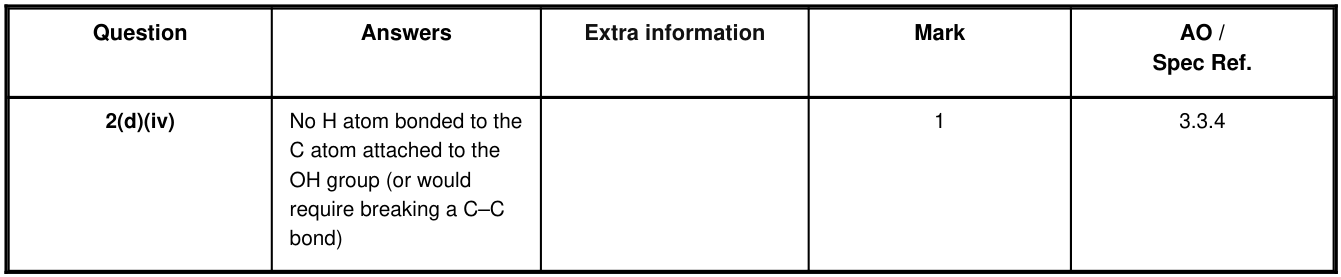 Question Answers Extra information Mark AO /
Spec Ref.
2(d)(iv) No H atom bonded to the 1 3.3.4
C atom attached to the
OH group (or would
require breaking a C–C
bond)